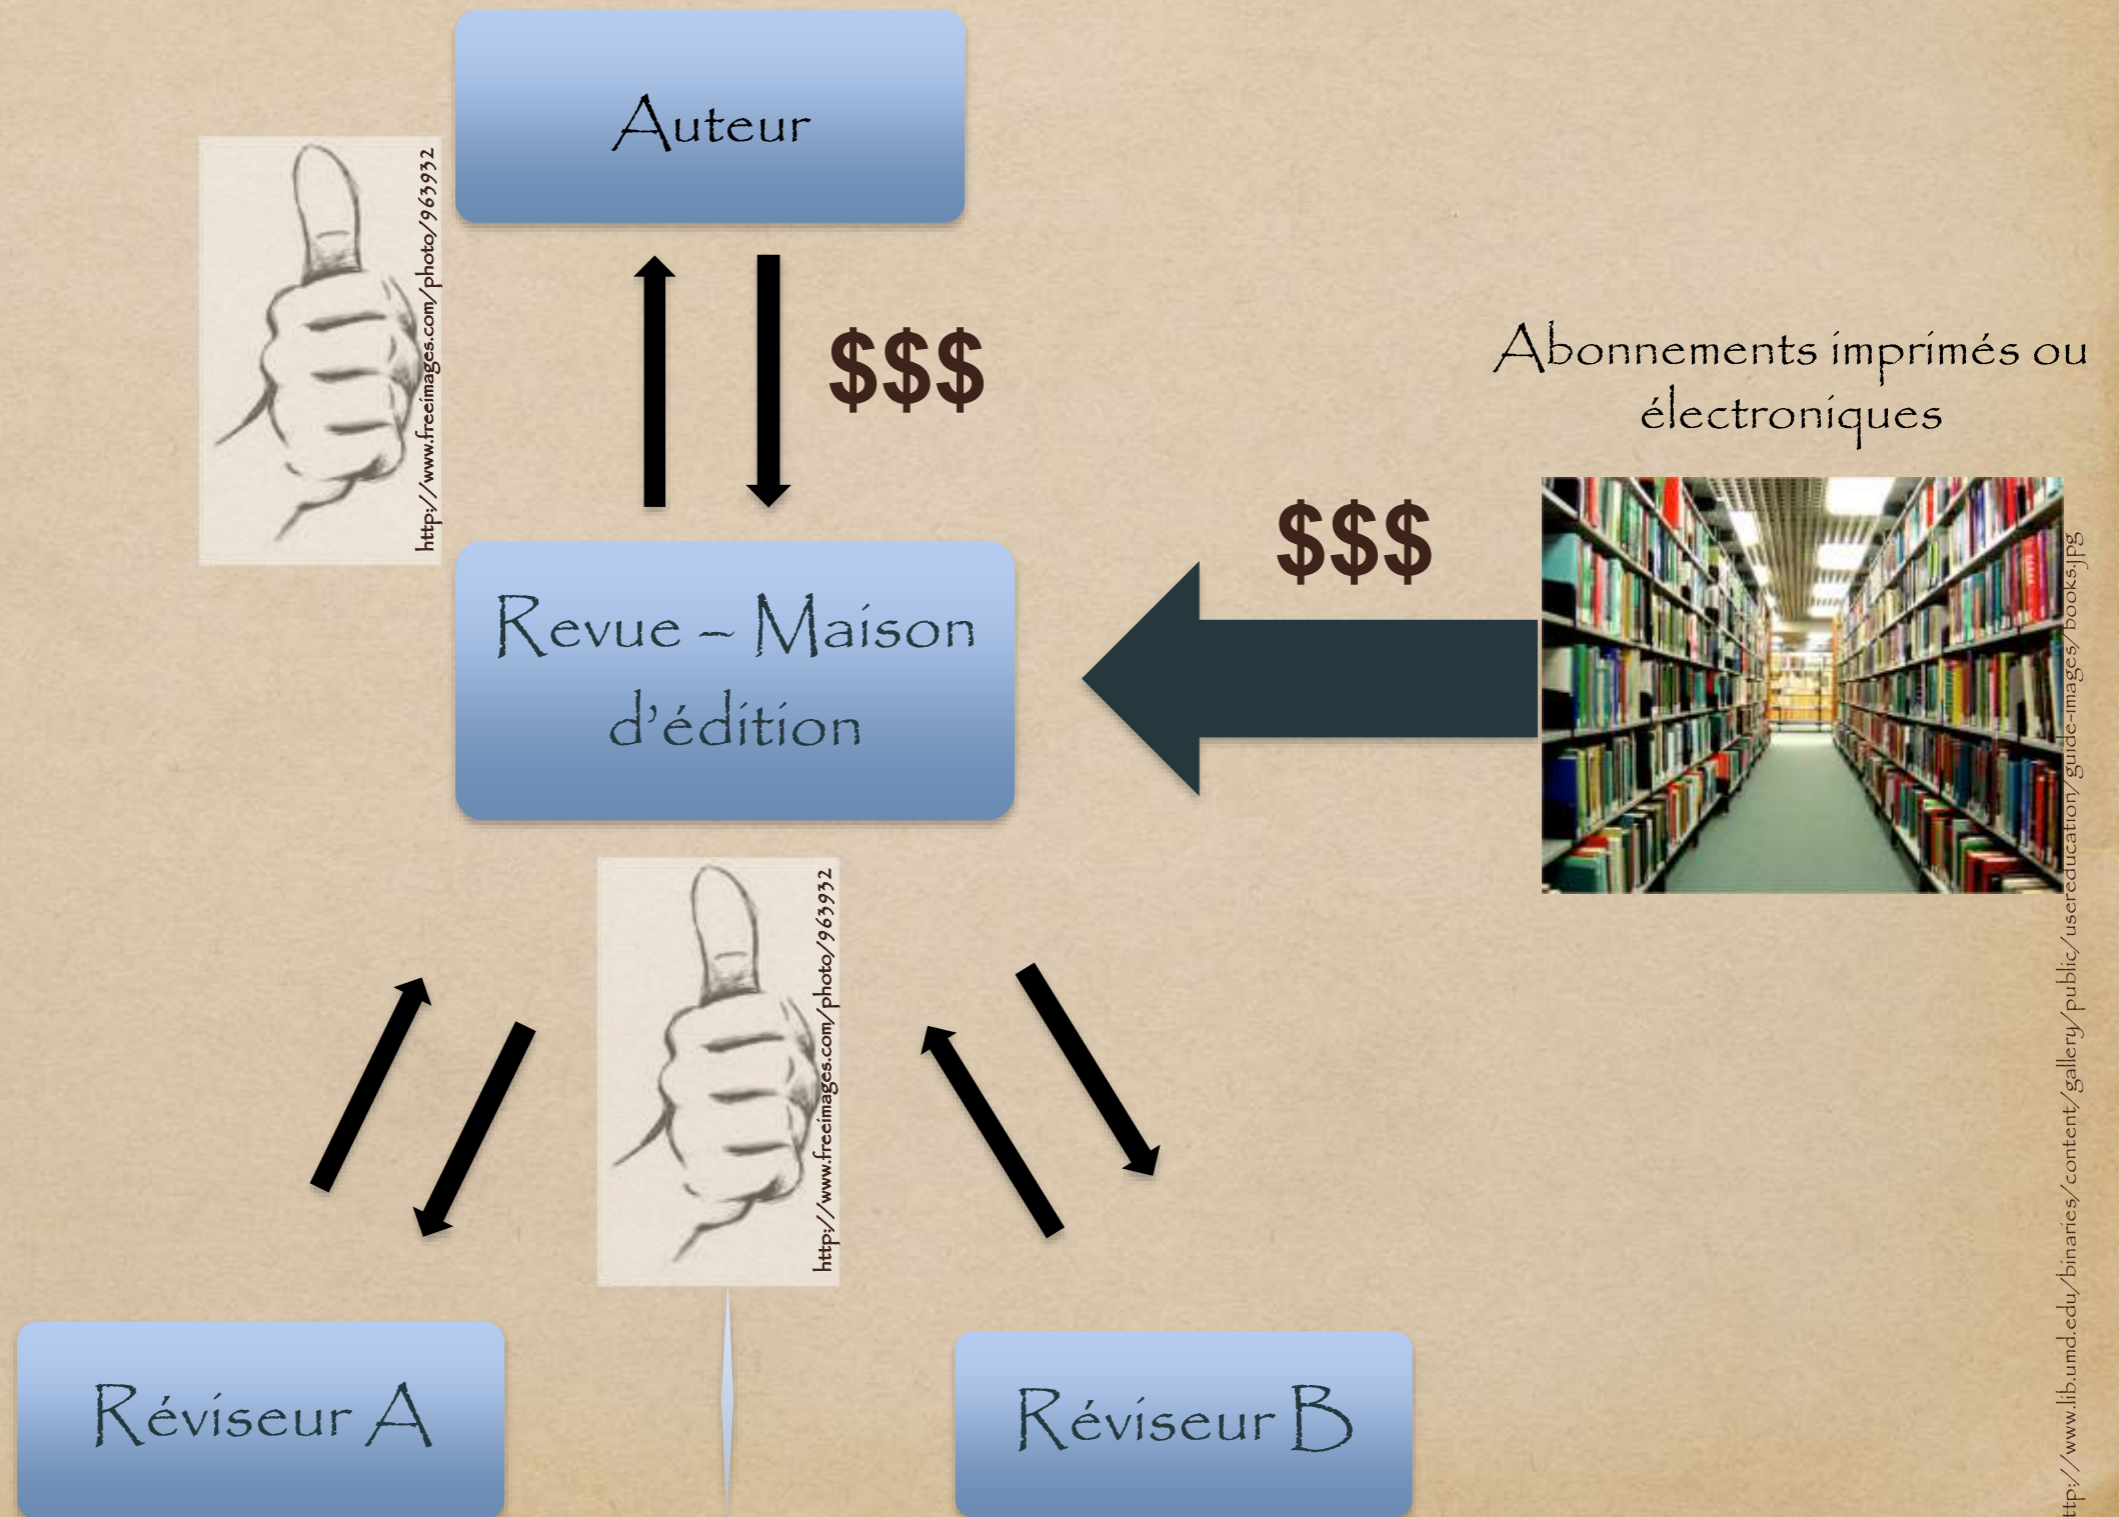 Auteur
http://www.freeimages.com/photo/963932
$$$
Abonnements imprimés ou
électroniques
$$$
Revue – Maison
d'édition
http://www.lib.umd.edu/binaries/content/gallery/public/usereducation/guide-images/books.jpg
http://www.freeimages.com/photo/963932
Réviseur A
Réviseur B